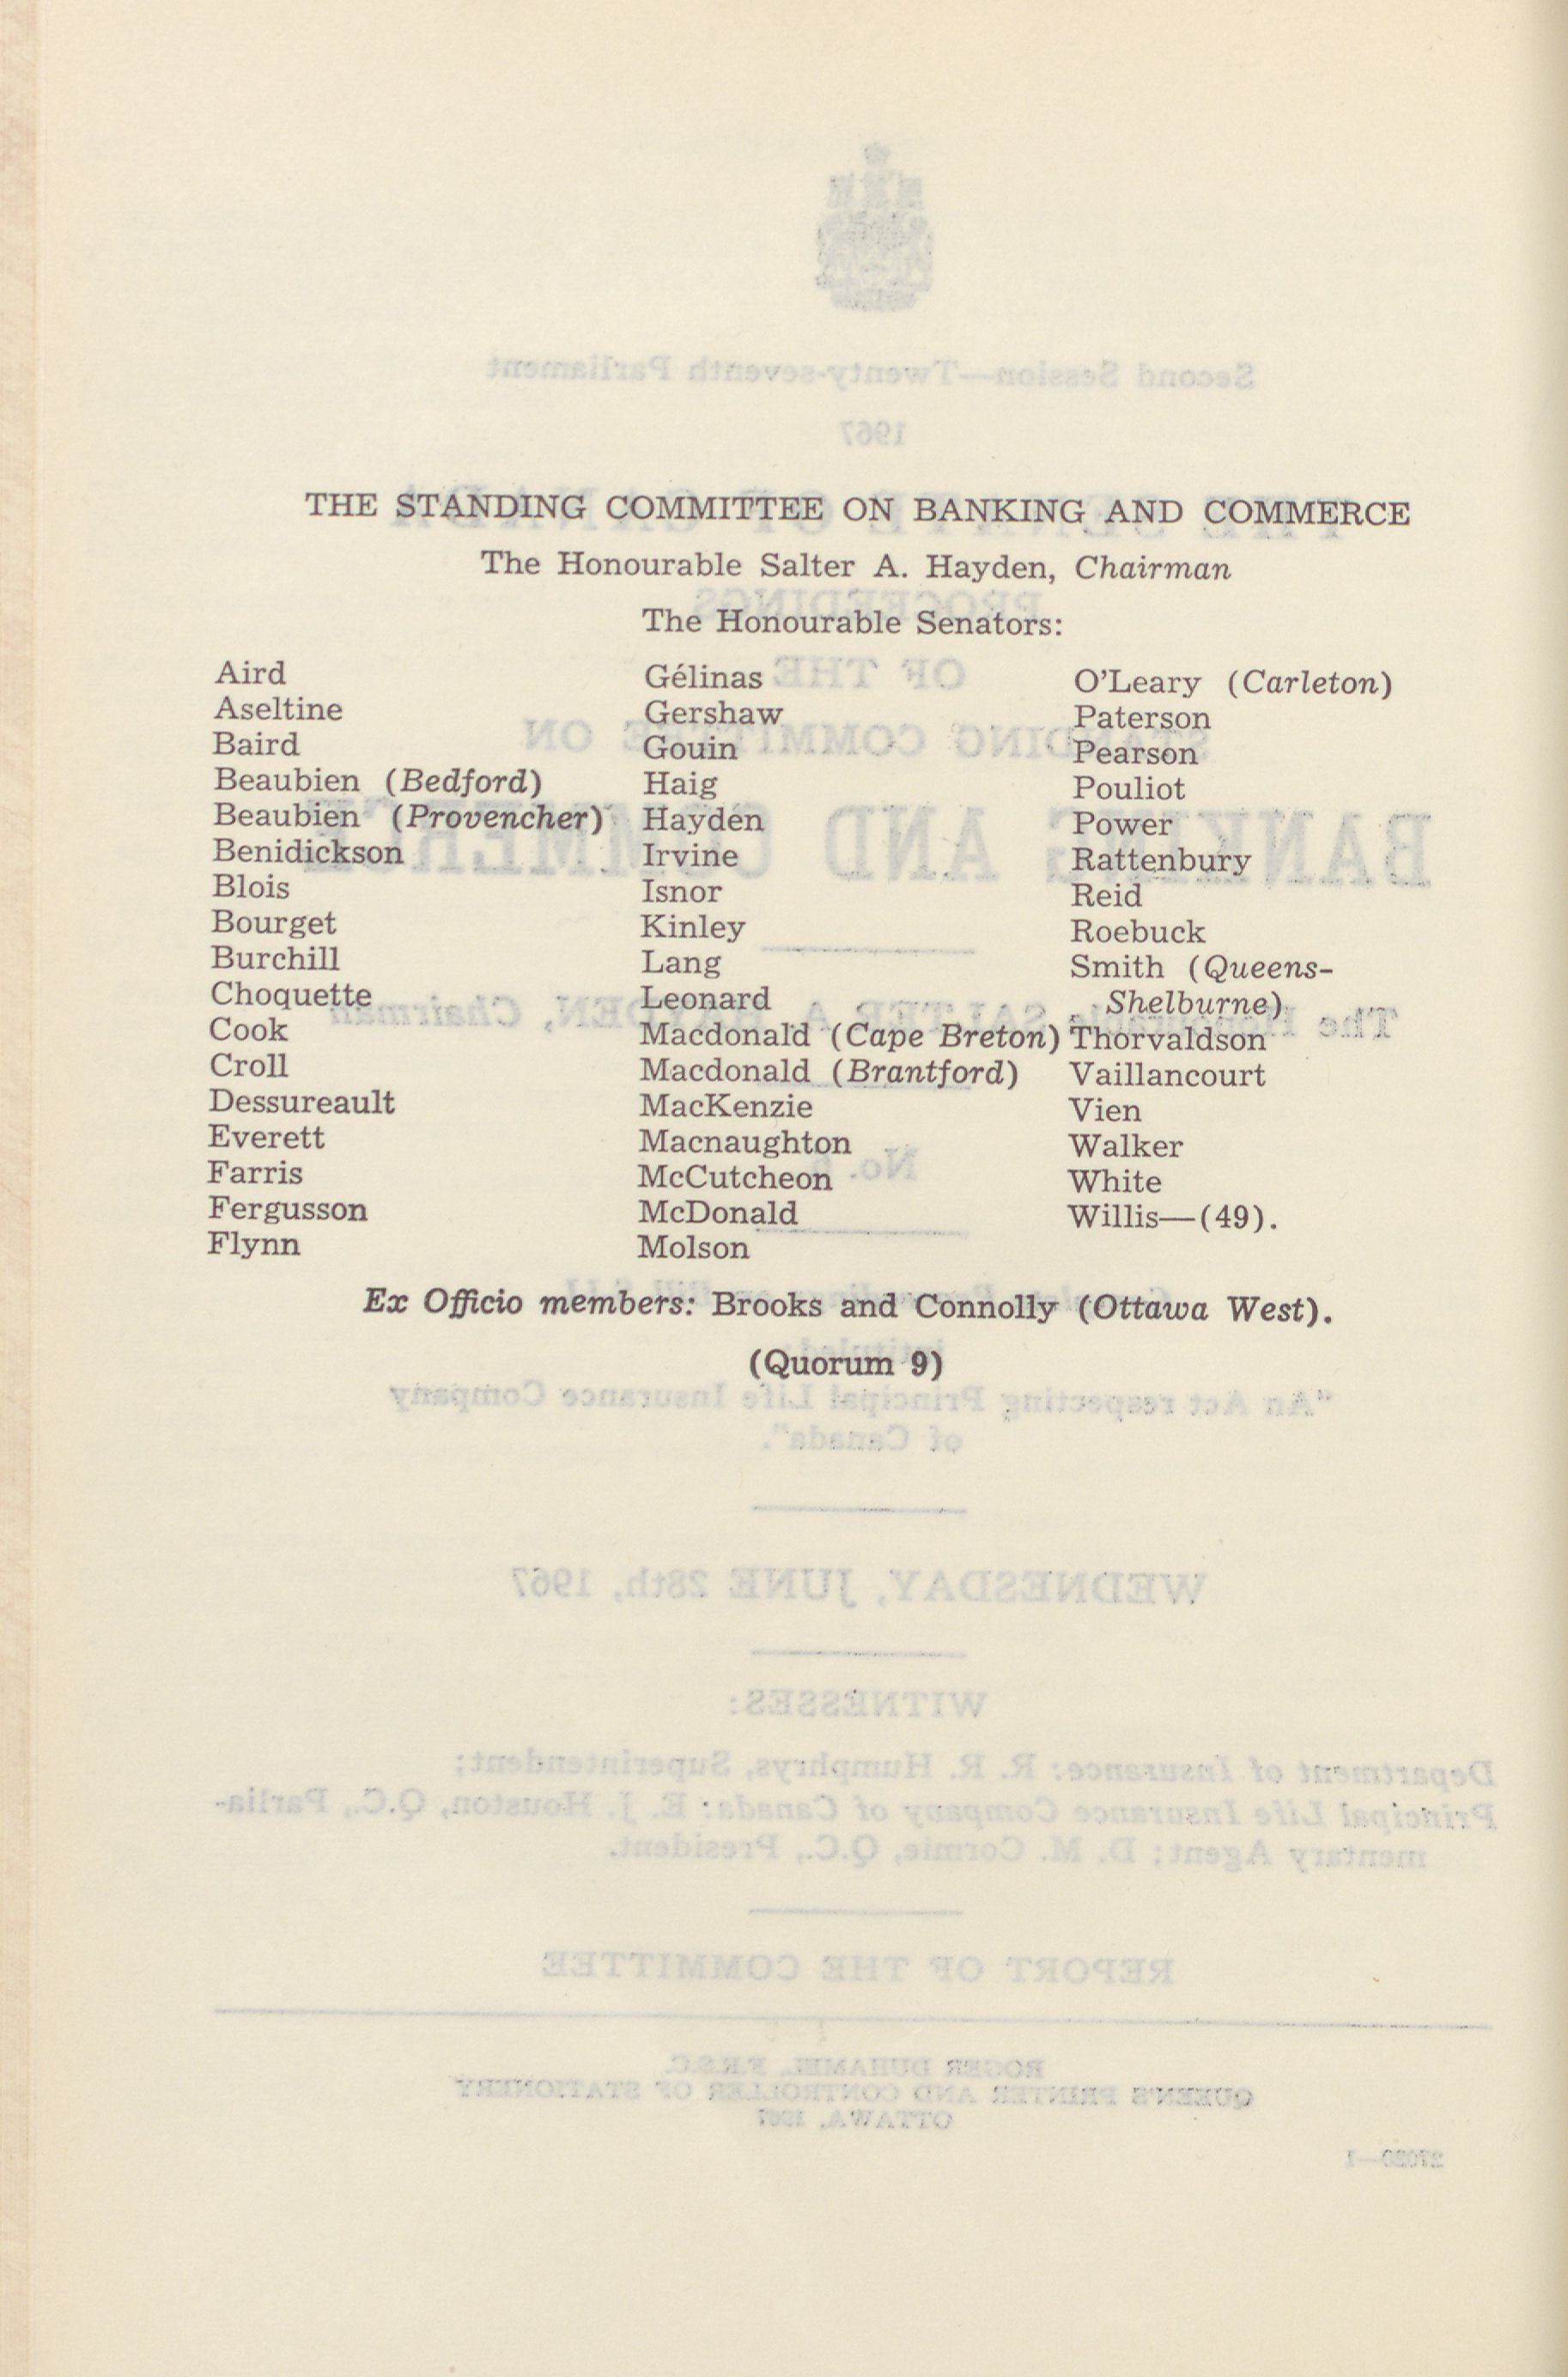 THE STANDING COMMITTEE ON BANKING AND COMMERCE
The Honourable Salter A. Hayden, Chairman
The Honourable Senators:
Aird
Aseltine
Baird
Beaubien (Bedford)
Beaubien (Provencher)
Benidickson
Blois
Bourget
Burchill
Choquette
Cook
Croll
Dessureault
Everett
Farris
Fergusson
Flynn
Gélinas
Gershaw
Gouin
Haig
Hayden
Irvine
Isnor
Kinley
Lang
Leonard
Macdonald (Cape Breton)
Macdonald (Brantford)
MacKenzie
Macnaughton
McCutcheon
McDonald
Molson
O'Leary (Carleton)
Paterson
Pearson
Pouliot
Power
Rattenbury
Reid
Roebuck
Smith (Queens-
Shelburne)
Thorvaldson
Vaillancourt
Vien
Walker
White
Willis—(49).
Ex Officio members: Brooks and Connolly (Ottawa West).
(Quorum 9)